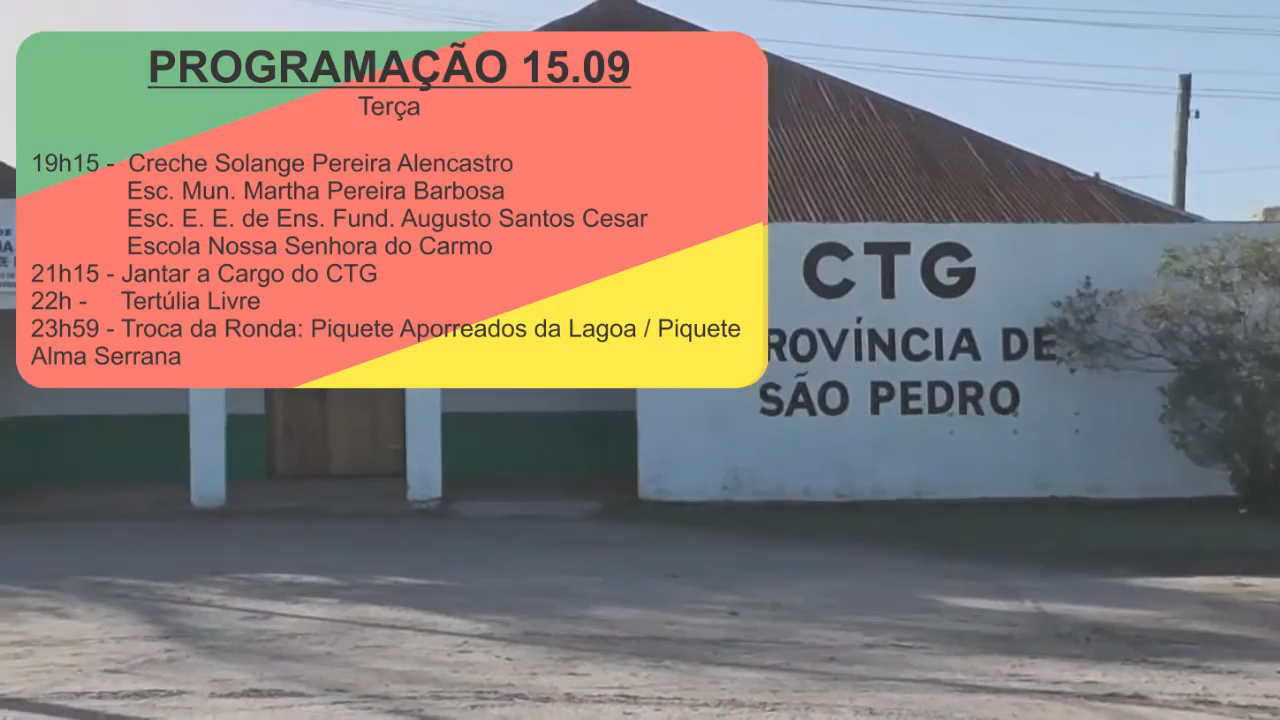 PROGRAMAÇÃO 15.09
Terça
19h15 - Creche Solange Pereira Alencastro
Esc. Mun. Martha Pereira Barbosa
Esc. E. E. de Ens. Fund. Augusto Santos Cesar
Escola Nossa Senhora do Carmo
21h15 - Jantar a Cargo do CTG
22h - Tertúlia Livre
23h59 - Troca da Ronda: Piquete Aporreados da Lagoa / Piquete
Alma Serrana
CTG
ROVÍNCIA DE
SÃO PEDRO